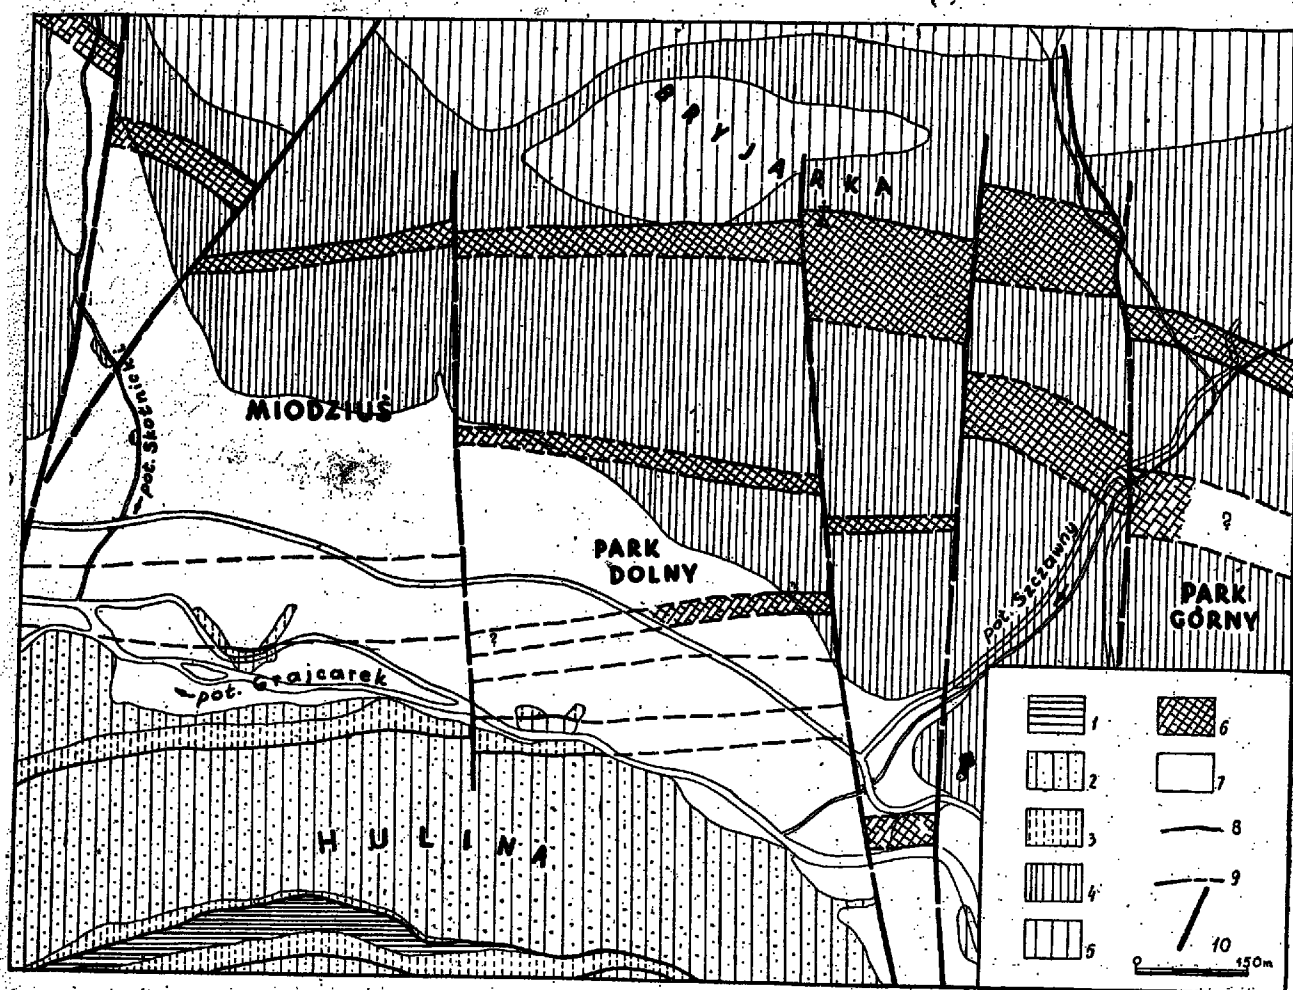 BRYJARKA
MIODZIUŚ
pot. Skotnicki
PARK
DOLNY
?
?
pot. Szczawny
PARK
GÓRNY
?
pot. Grajcarek
HULINA
1
2
3
4
5
6
7
8
9
10
150m